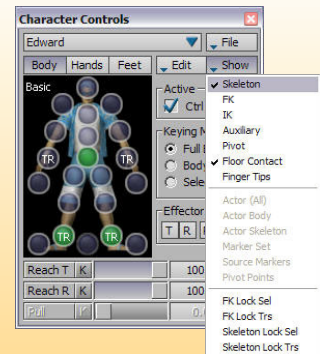 Character Controls
Edward
File
Body Hands Feet Edit Show
Basic
Active
Ctrl
Keying M
Full
Body
Sele
Effector
T R
TR TR
TR TR
Reach T K 100
Reach R K 100
Pull K 0.
Skeleton
FK
IK
Auxiliary
Pivot
Floor Contact
Finger Tips
Actor (All)
Actor Body
Actor Skeleton
Marker Set
Source Markers
Pivot Points
FK Lock Sel
FK Lock Trs
Skeleton Lock Sel
Skeleton Lock Trs